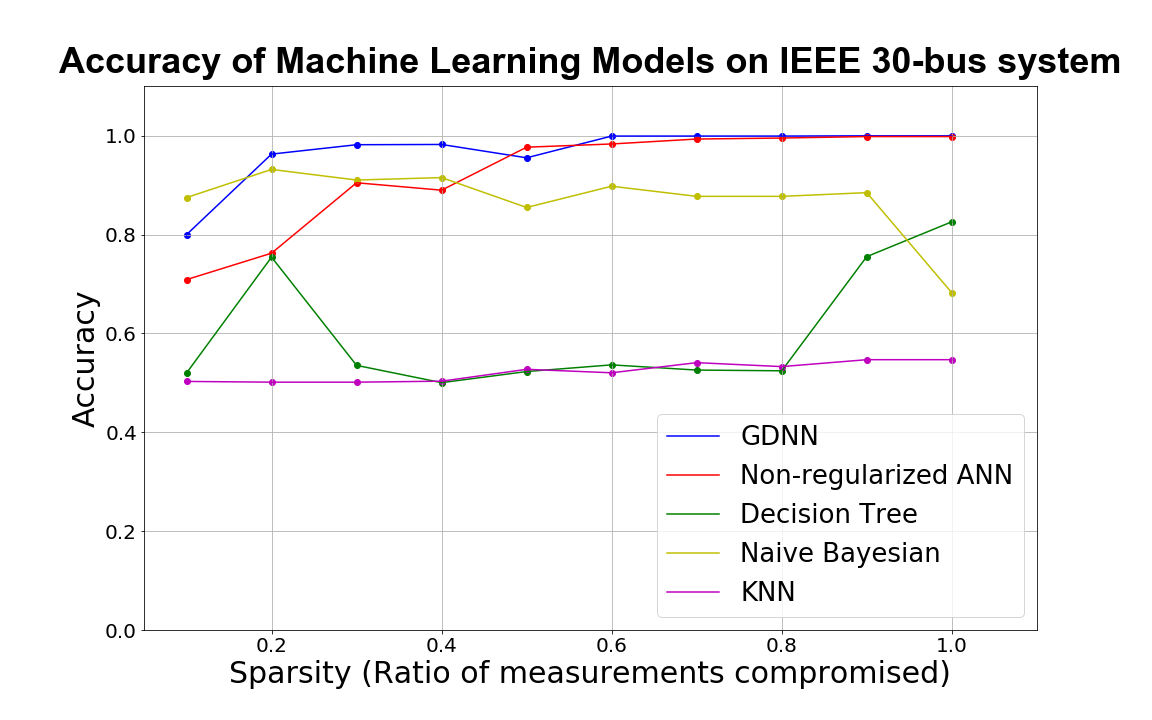 Accuracy of Machine Learning Models on IEEE 30-bus system
1.0
0.8
0.6
0.4
0.2
0.0
Accuracy
GDNN
Non-regularized ANN
Decision Tree
Naive Bayesian
KNN
0.2 0.4 0.6 0.8 1.0
Sparsity (Ratio of measurements compromised)